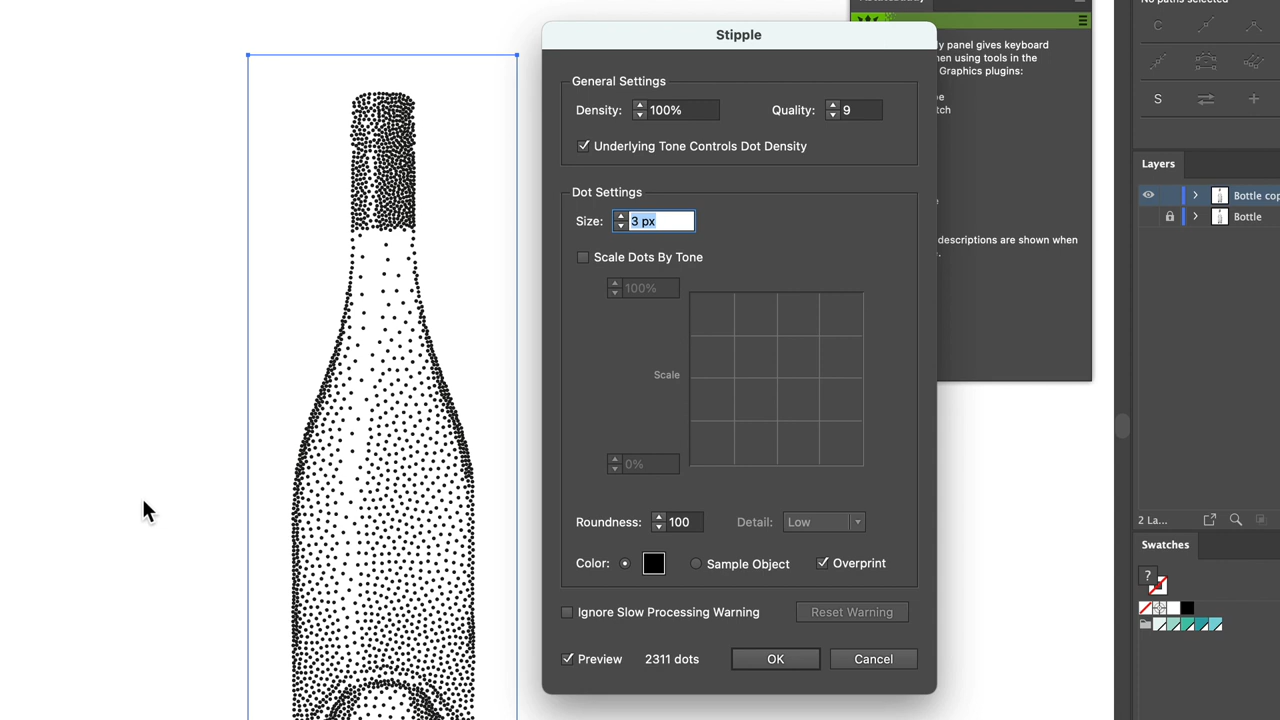 Stipple
General Settings
Density: 100% Quality: 9
Underlying Tone Controls Dot Density
Dot Settings
Size: 3 px
Scale Dots By Tone
100%
Scale
0%
Roundness: 100 Detail: Low
Color: Sample Object Overprint
Ignore Slow Processing Warning Reset Warning
Preview 2311 dots OK Cancel
y panel gives keyboard
hen using tools in the
Graphics plugins:
descriptions are shown when
No paths selected
Layers
Bottle cop
Bottle
2 La...
Swatches
?